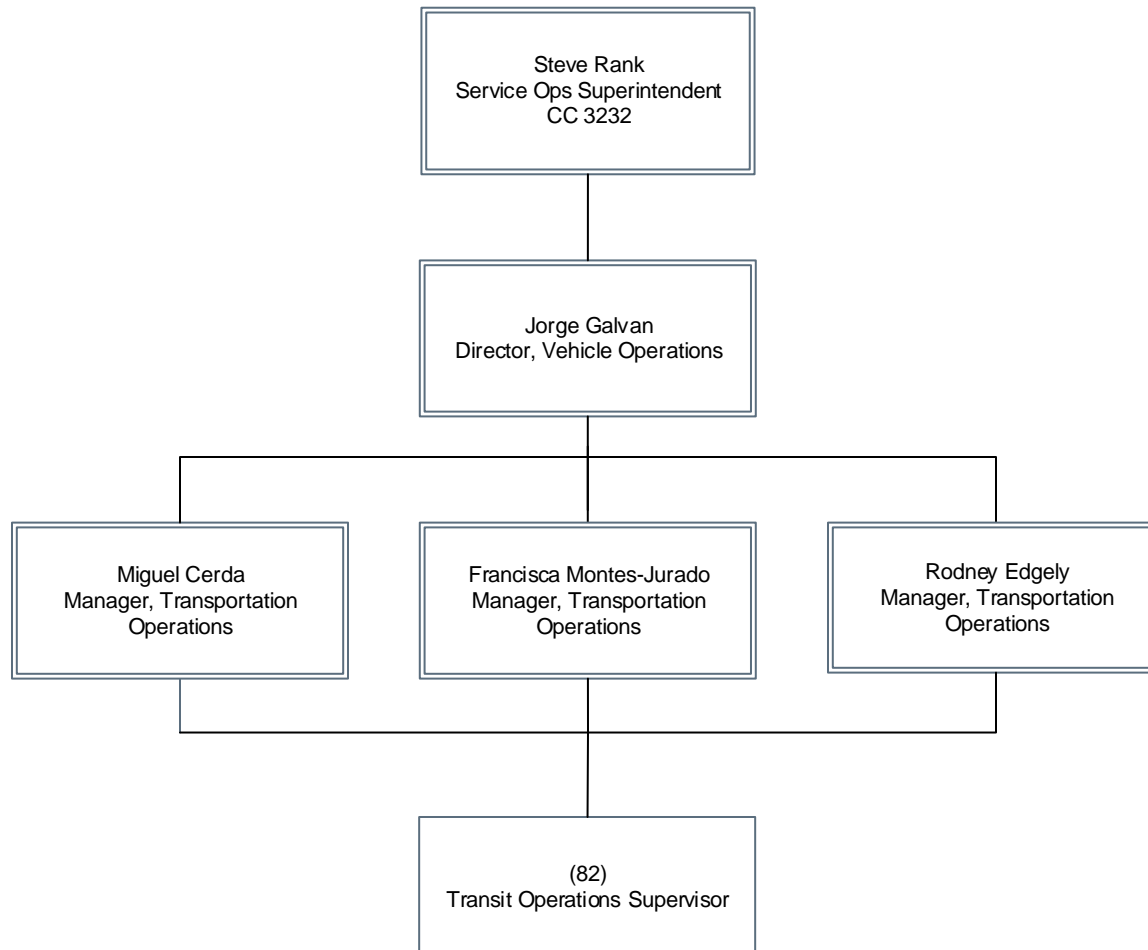 Steve Rank
Service Ops Superintendent
CC 3232
Jorge Galvan
Director, Vehicle Operations
Miguel Cerda
Manager, Transportation
Operations
Francisca Montes-Jurado
Manager, Transportation
Operations
Rodney Edgely
Manager, Transportation
Operations
(82)
Transit Operations Supervisor